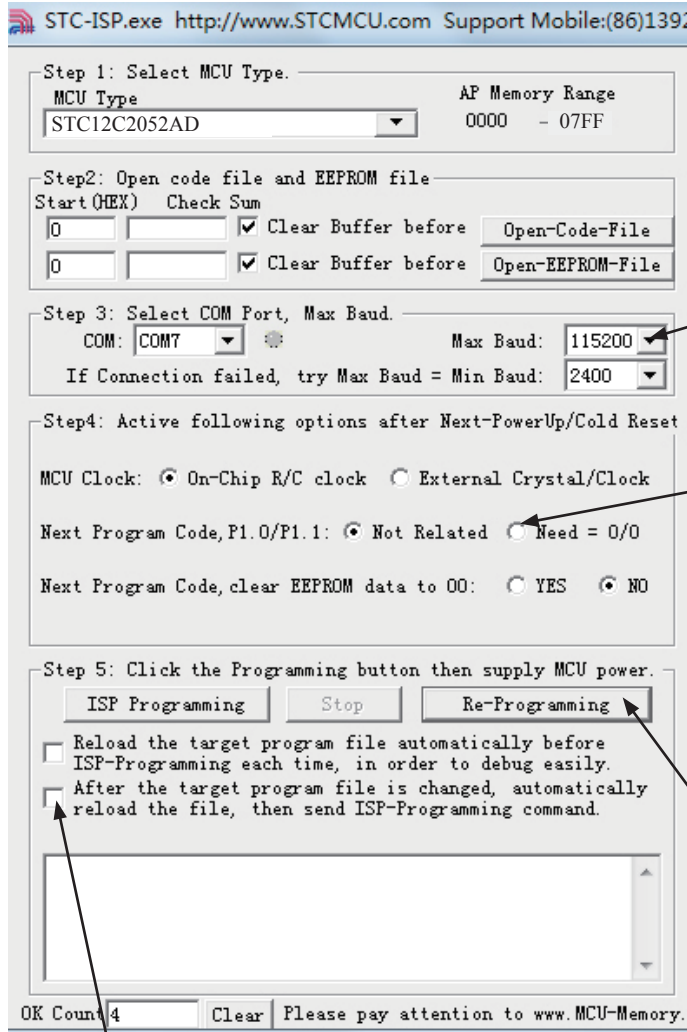 STC-ISP.exe http://www.STCMCU.com Support Mobile:(86)1392
Step 1: Select MCU Type.
MCU Type AP Memory Range
STC12C2052AD 0000 - 07FF
Step2: Open code file and EEPROM file
Start(HEX) Check Sum
0 Clear Buffer before Open-Code-File
0 Clear Buffer before Open-EEPROM-File
Step 3: Select COM Port, Max Baud.
COM: COM7 Max Baud: 115200
If Connection failed, try Max Baud = Min Baud: 2400
Step4: Active following options after Next-PowerUp/Cold Reset
MCU Clock: On-Chip R/C clock External Crystal/Clock
Next Program Code,P1.0/P1.1: Not Related Need = 0/0
Next Program Code,clear EEPROM data to 00: YES NO
Step 5: Click the Programming button then supply MCU power.
ISP Programming Stop Re-Programming
Reload the target program file automatically before
ISP-Programming each time, in order to debug easily.
After the target program file is changed, automatically
reload the file, then send ISP-Programming command.
OK Count 4 Clear Please pay attention to www.MCU-Memory.